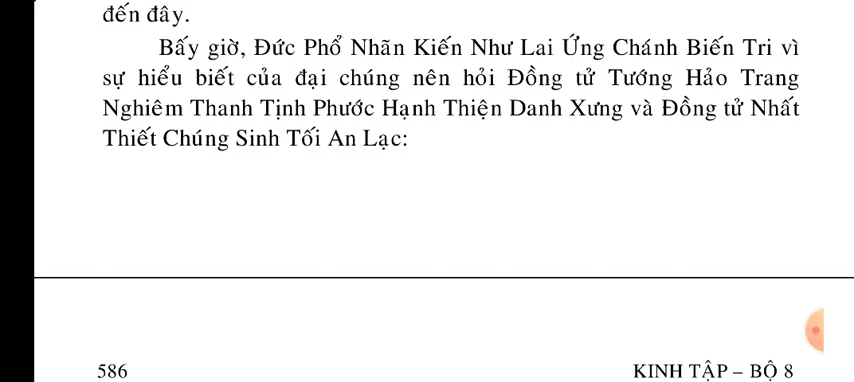 đến đây.
Bấy giờ, Đức Phổ Nhãn Kiến Như Lai Ứng Chánh Biến Tri vì
sự hiểu biết của đại chúng nên hỏi Đồng tử Tướng Hảo Trang
Nghiêm Thanh Tịnh Phước Hạnh Thiện Danh Xưng và Đồng tử Nhất
Thiết Chúng Sinh Tối An Lạc:
586 KINH TẬP – BỘ 8